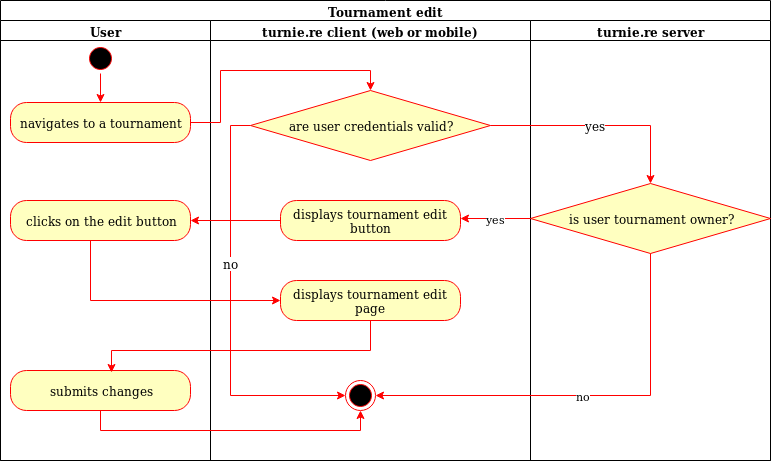 Tournament edit
User
turnie.re client (web or mobile)
turnie.re server
navigates to a tournament
are user credentials valid?
yes
clicks on the edit button
displays tournament edit
button
yes
is user tournament owner?
no
displays tournament edit
page
submits changes
no